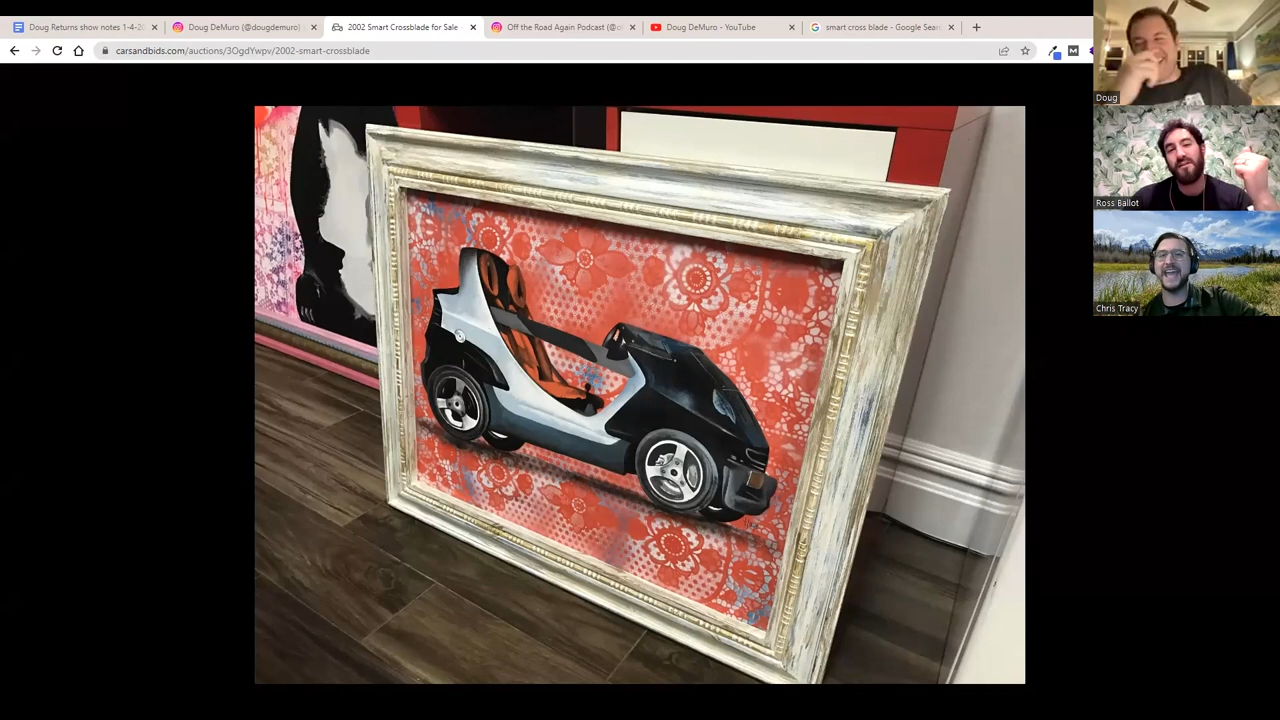 Doug Returns show notes 1-4-2
Doug DeMuro (@dougdemuro)
2002 Smart Crossblade for Sale -
Off the Road Again Podcast (@o
Doug DeMuro - YouTube
smart cross blade - Google Sear
carsandbids.com/auctions/3OgdYwpv/2002-smart-crossblade
Doug
Ross Ballot
Chris Tracy